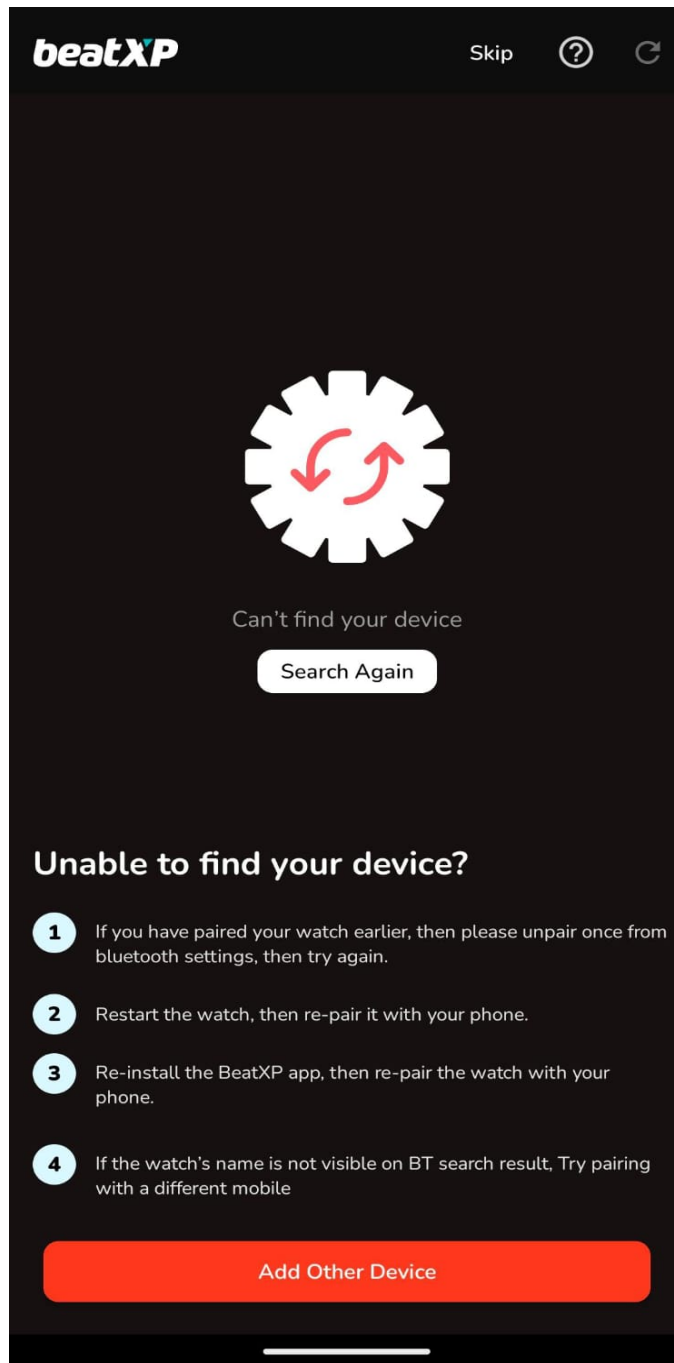 beatXP
Skip
Can't find your device
Search Again
Unable to find your device?
1 If you have paired your watch earlier, then please unpair once from
bluetooth settings, then try again.
2 Restart the watch, then re-pair it with your phone.
3 Re-install the BeatXP app, then re-pair the watch with your
phone.
4 If the watch's name is not visible on BT search result, Try pairing
with a different mobile
Add Other Device